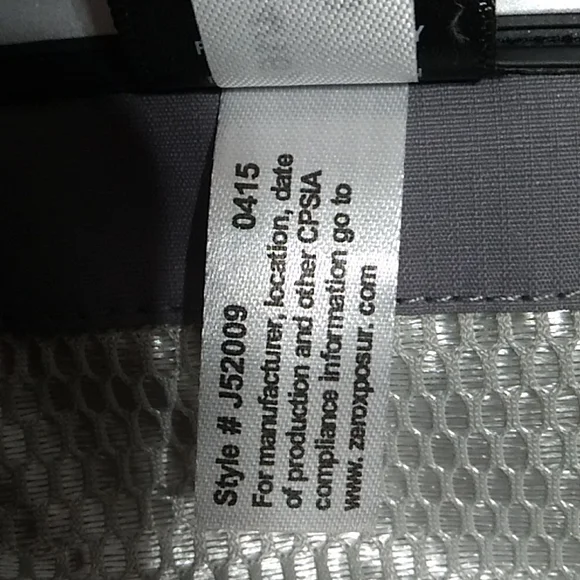 Style # J52009 0415
For manufacturer, location, date
of production and other CPSIA
compliance information go to
www. zeroxposur. com